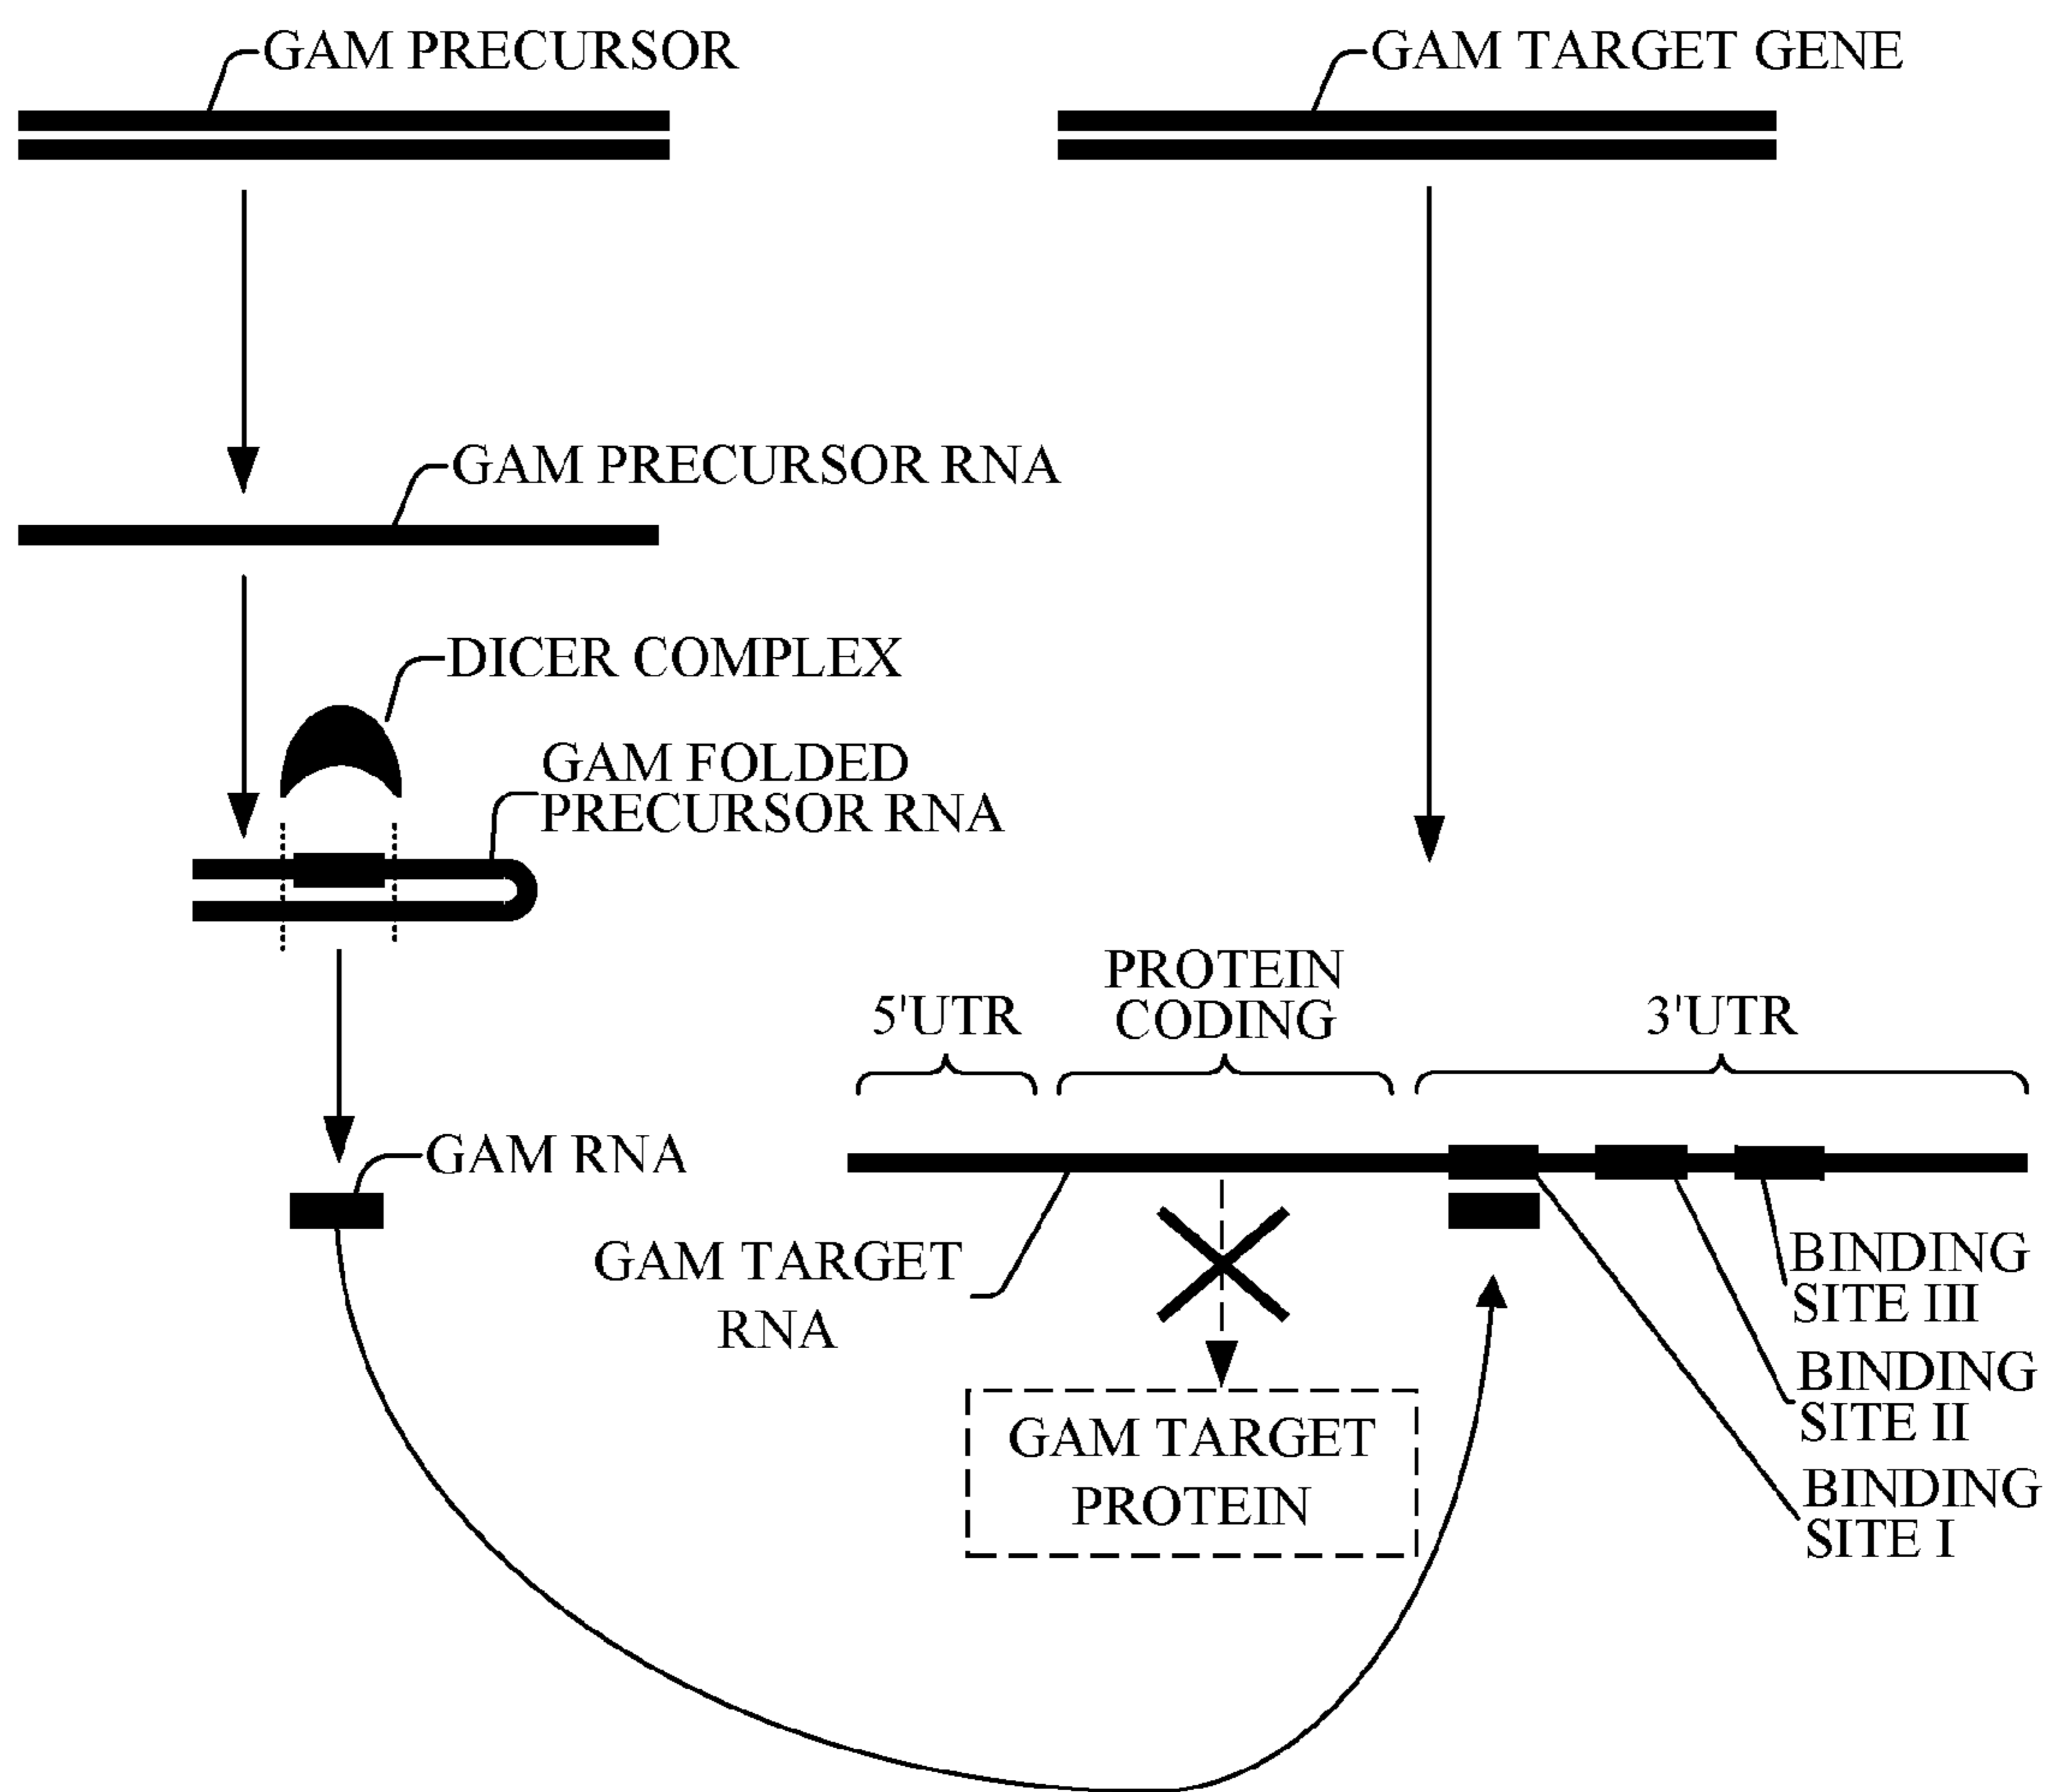 GAM PRECURSOR
GAM TARGET GENE
GAM PRECURSOR RNA
DICER COMPLEX
GAM FOLDED
PRECURSOR RNA
PROTEIN
CODING
5'UTR
3'UTR
GAM RNA
GAM TARGET
RNA
BINDING
SITE III
BINDING
SITE II
BINDING
SITE I
GAM TARGET
PROTEIN